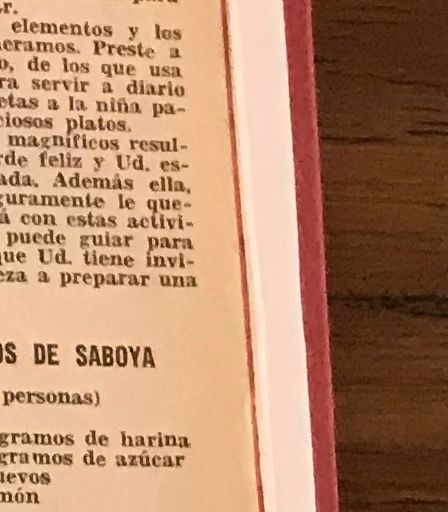 r.
elementos y los
eramos. Preste a
o, de los que usa
ra servir a diario
etas a la niña pa-
ciosos platos.
magníficos resul-
rde feliz y Ud. es-
ada. Además ella,
guramente le que-
á con estas activi-
puede guiar para
que Ud. tiene invi-
eza a preparar una
OS DE SABOYA
personas)
gramos de harina
gramos de azúcar
uevos
món